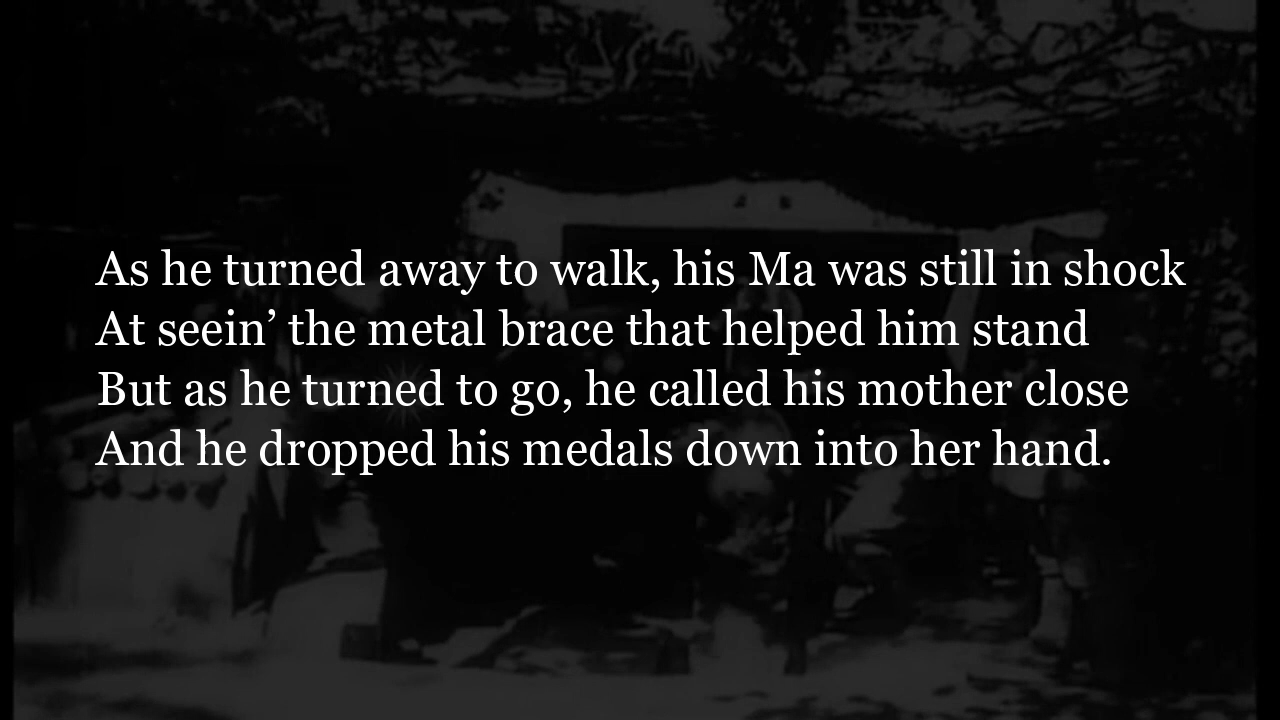 As he turned away to walk, his Ma was still in shock
At seein’ the metal brace that helped him stand
But as he turned to go, he called his mother close
And he dropped his medals down into her hand.